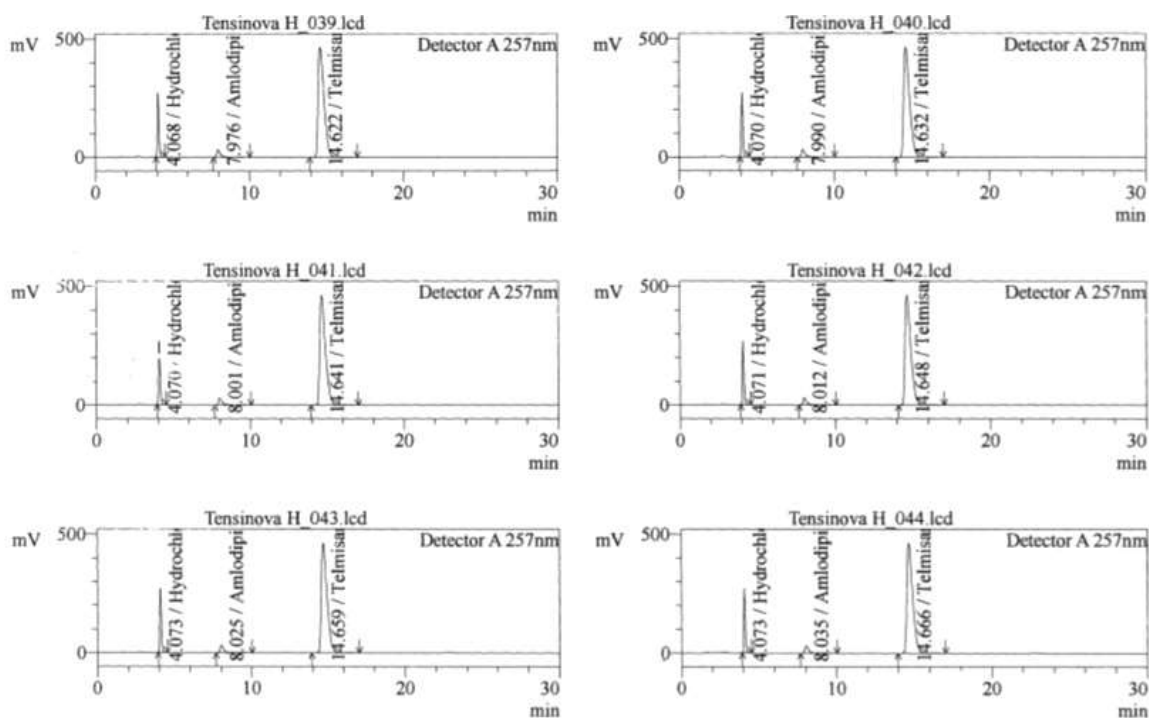 Tensinova H_039.lcd
mV
500
Detector A 257nm
4.068 / Hydrochl
7.976 / Amlodipi
14.622 / Telmisa
0
0
10
20
30
min
Tensinova H_040.lcd
mV
500
Detector A 257nm
4.070 / Hydrochl
7.990 / Amlodipi
14.632 / Telmisa
0
0
10
20
30
min
Tensinova H_041.lcd
mV
500
Detector A 257nm
4.070 / Hydrochl
8.001 / Amlodipi
14.641 / Telmisa
0
0
10
20
30
min
Tensinova H_042.lcd
mV
500
Detector A 257nm
4.071 / Hydrochl
8.012 / Amlodipi
14.648 / Telmisa
0
0
10
20
30
min
Tensinova H_043.lcd
mV
500
Detector A 257nm
4.073 / Hydrochl
8.025 / Amlodipi
14.659 / Telmisa
0
0
10
20
30
min
Tensinova H_044.lcd
mV
500
Detector A 257nm
4.073 / Hydrochl
8.035 / Amlodipi
14.666 / Telmisa
0
0
10
20
30
min